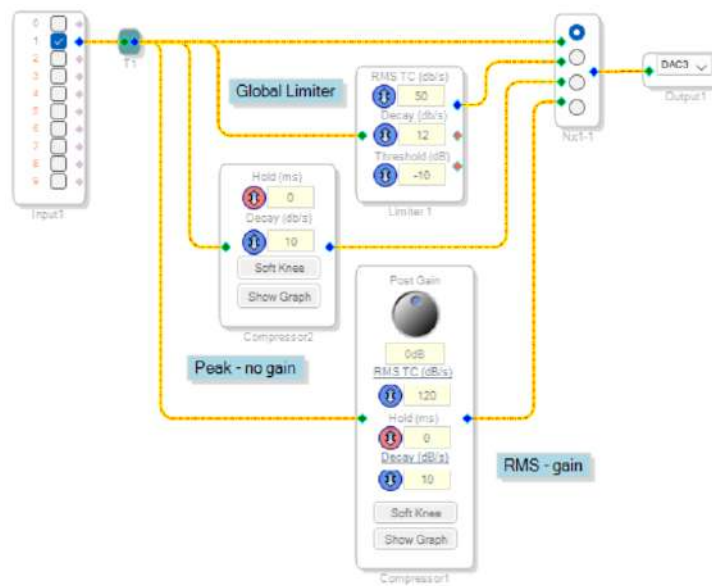 0
1
2
3
4
5
6
7
8
9
Input1
T1
Global Limiter
RMS TC (db/s)
50
Decay (db/s)
12
Threshold (dB)
-10
Limiter 1
Nx1-1
DAC3
Output1
Hold (ms)
0
Decay (db/s)
10
Soft Knee
Show Graph
Compressor2
Peak - no gain
Post Gain
0dB
RMS TC (dB/s)
120
Hold (ms)
0
Decay (dB/s)
10
Soft Knee
Show Graph
Compressor1
RMS - gain